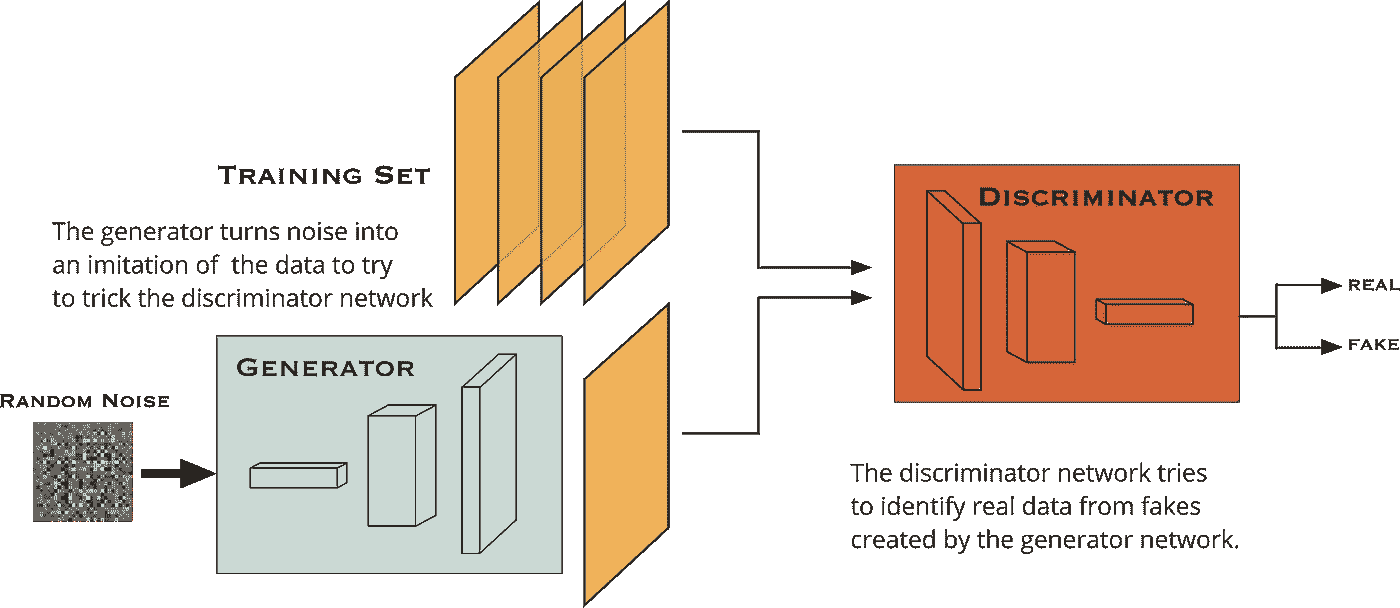 TRAINING SET
The generator turns noise into
an imitation of the data to try
to trick the discriminator network
GENERATOR
RANDOM NOISE
DISCRIMINATOR
REAL
FAKE
The discriminator network tries
to identify real data from fakes
created by the generator network.